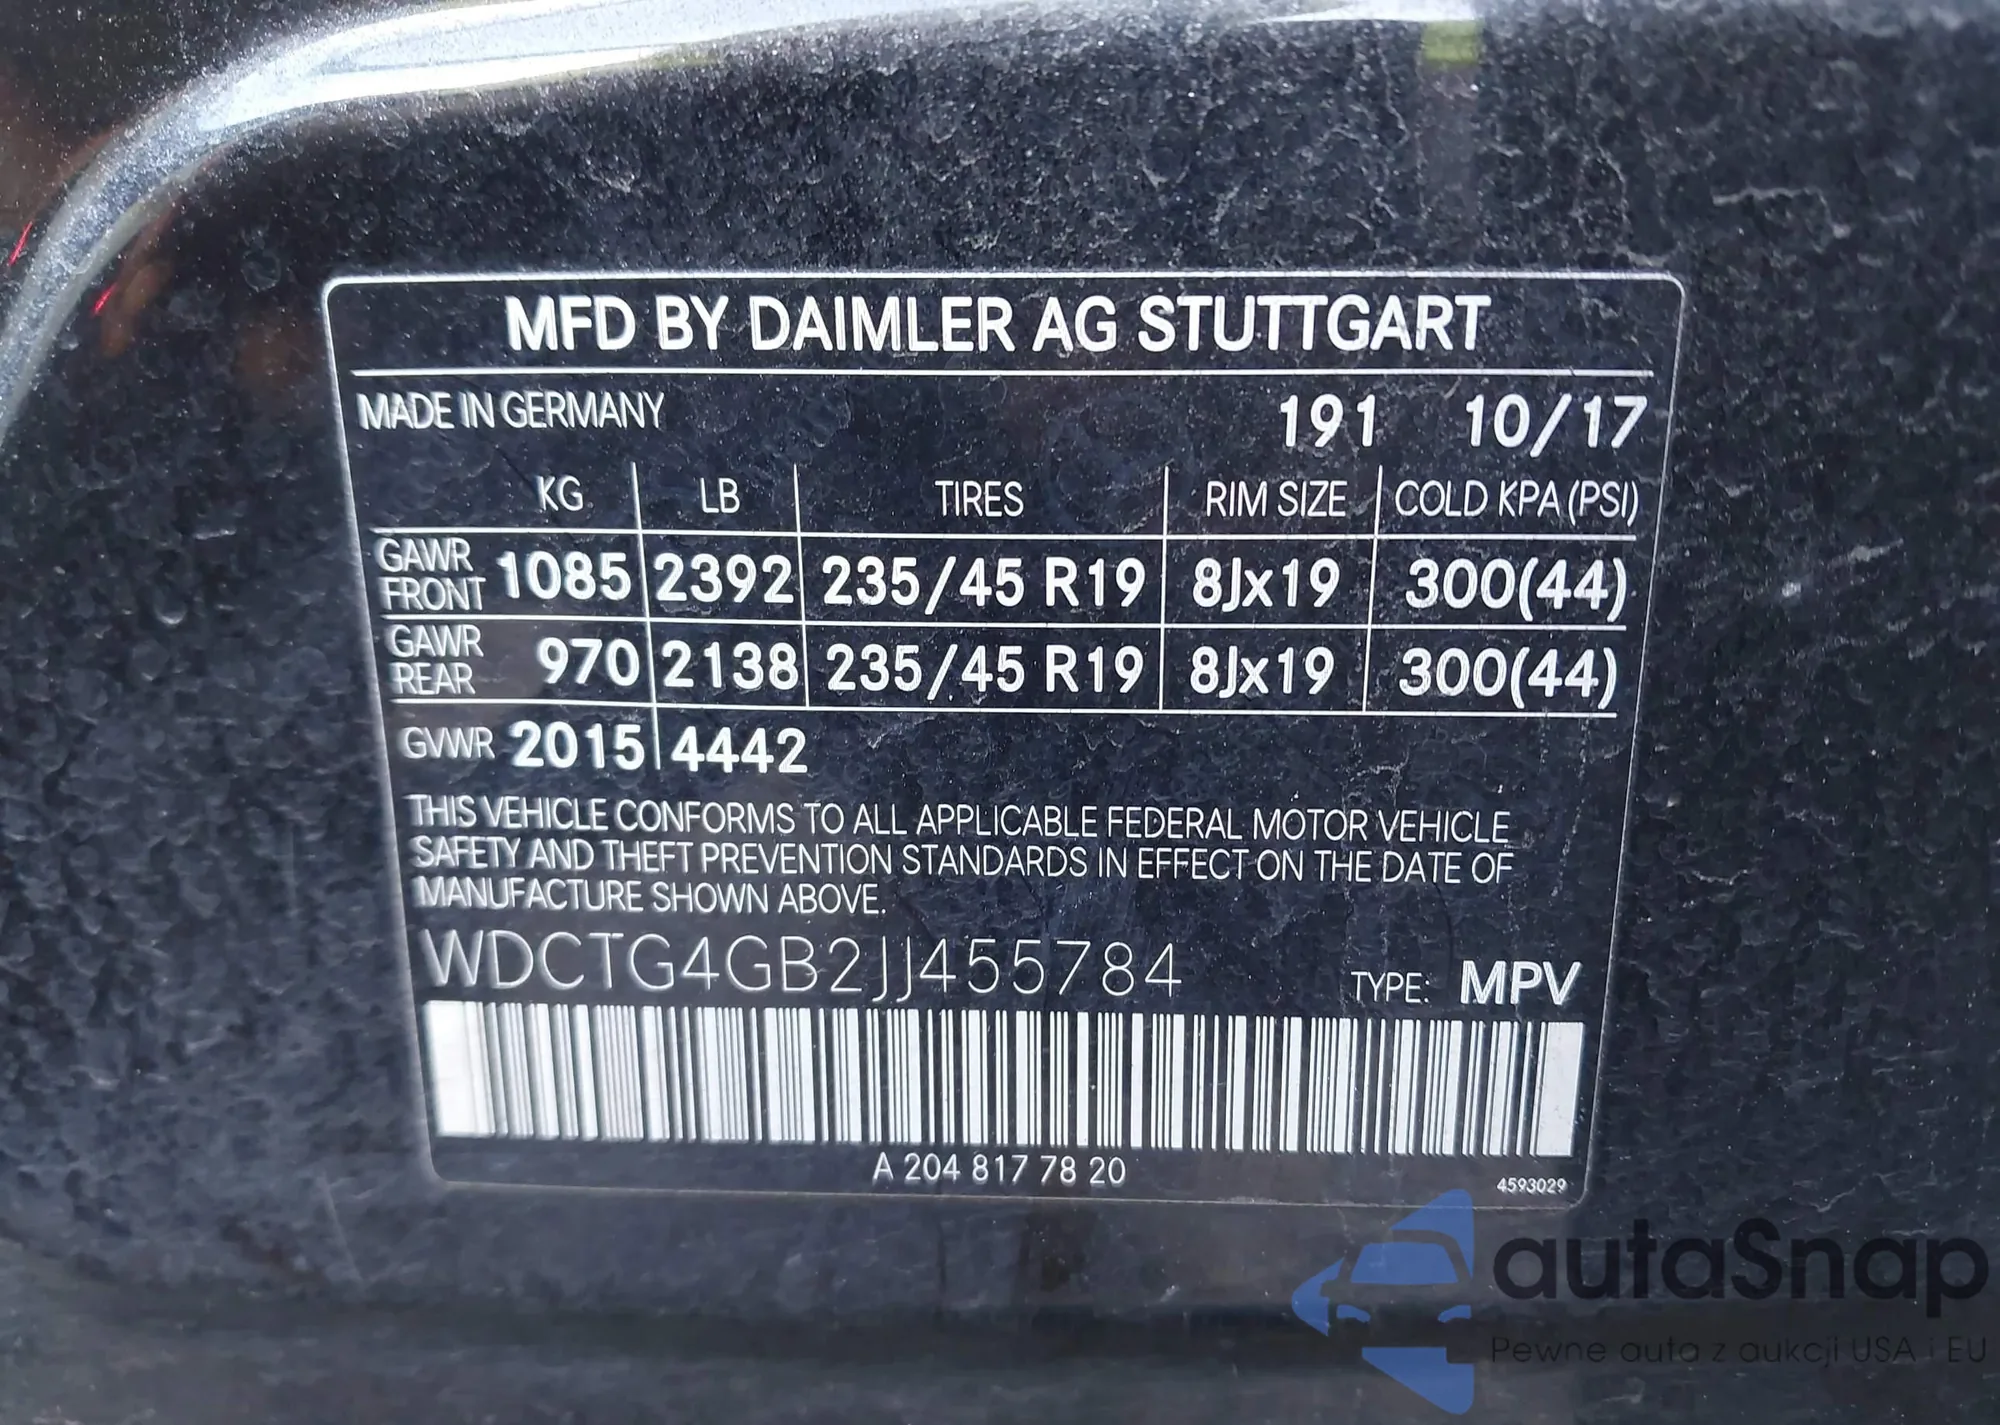 MFD BY DAIMLER AG STUTTGART
MADE IN GERMANY 191 10/17
KG LB TIRES RIM SIZE COLD KPA (PSI)
GAWR FRONT 1085 2392 235/45 R19 8Jx19 300(44)
GAWR REAR 970 2138 235/45 R19 8Jx19 300(44)
GVWR 2015 4442
THIS VEHICLE CONFORMS TO ALL APPLICABLE FEDERAL MOTOR VEHICLE
SAFETY AND THEFT PREVENTION STANDARDS IN EFFECT ON THE DATE OF
MANUFACTURE SHOWN ABOVE.
WDCTG4GB2JJ455784 TYPE: MPV
A 204 817 78 20 4593029
autaSnap
Pewne auta z aukcji USA i EU